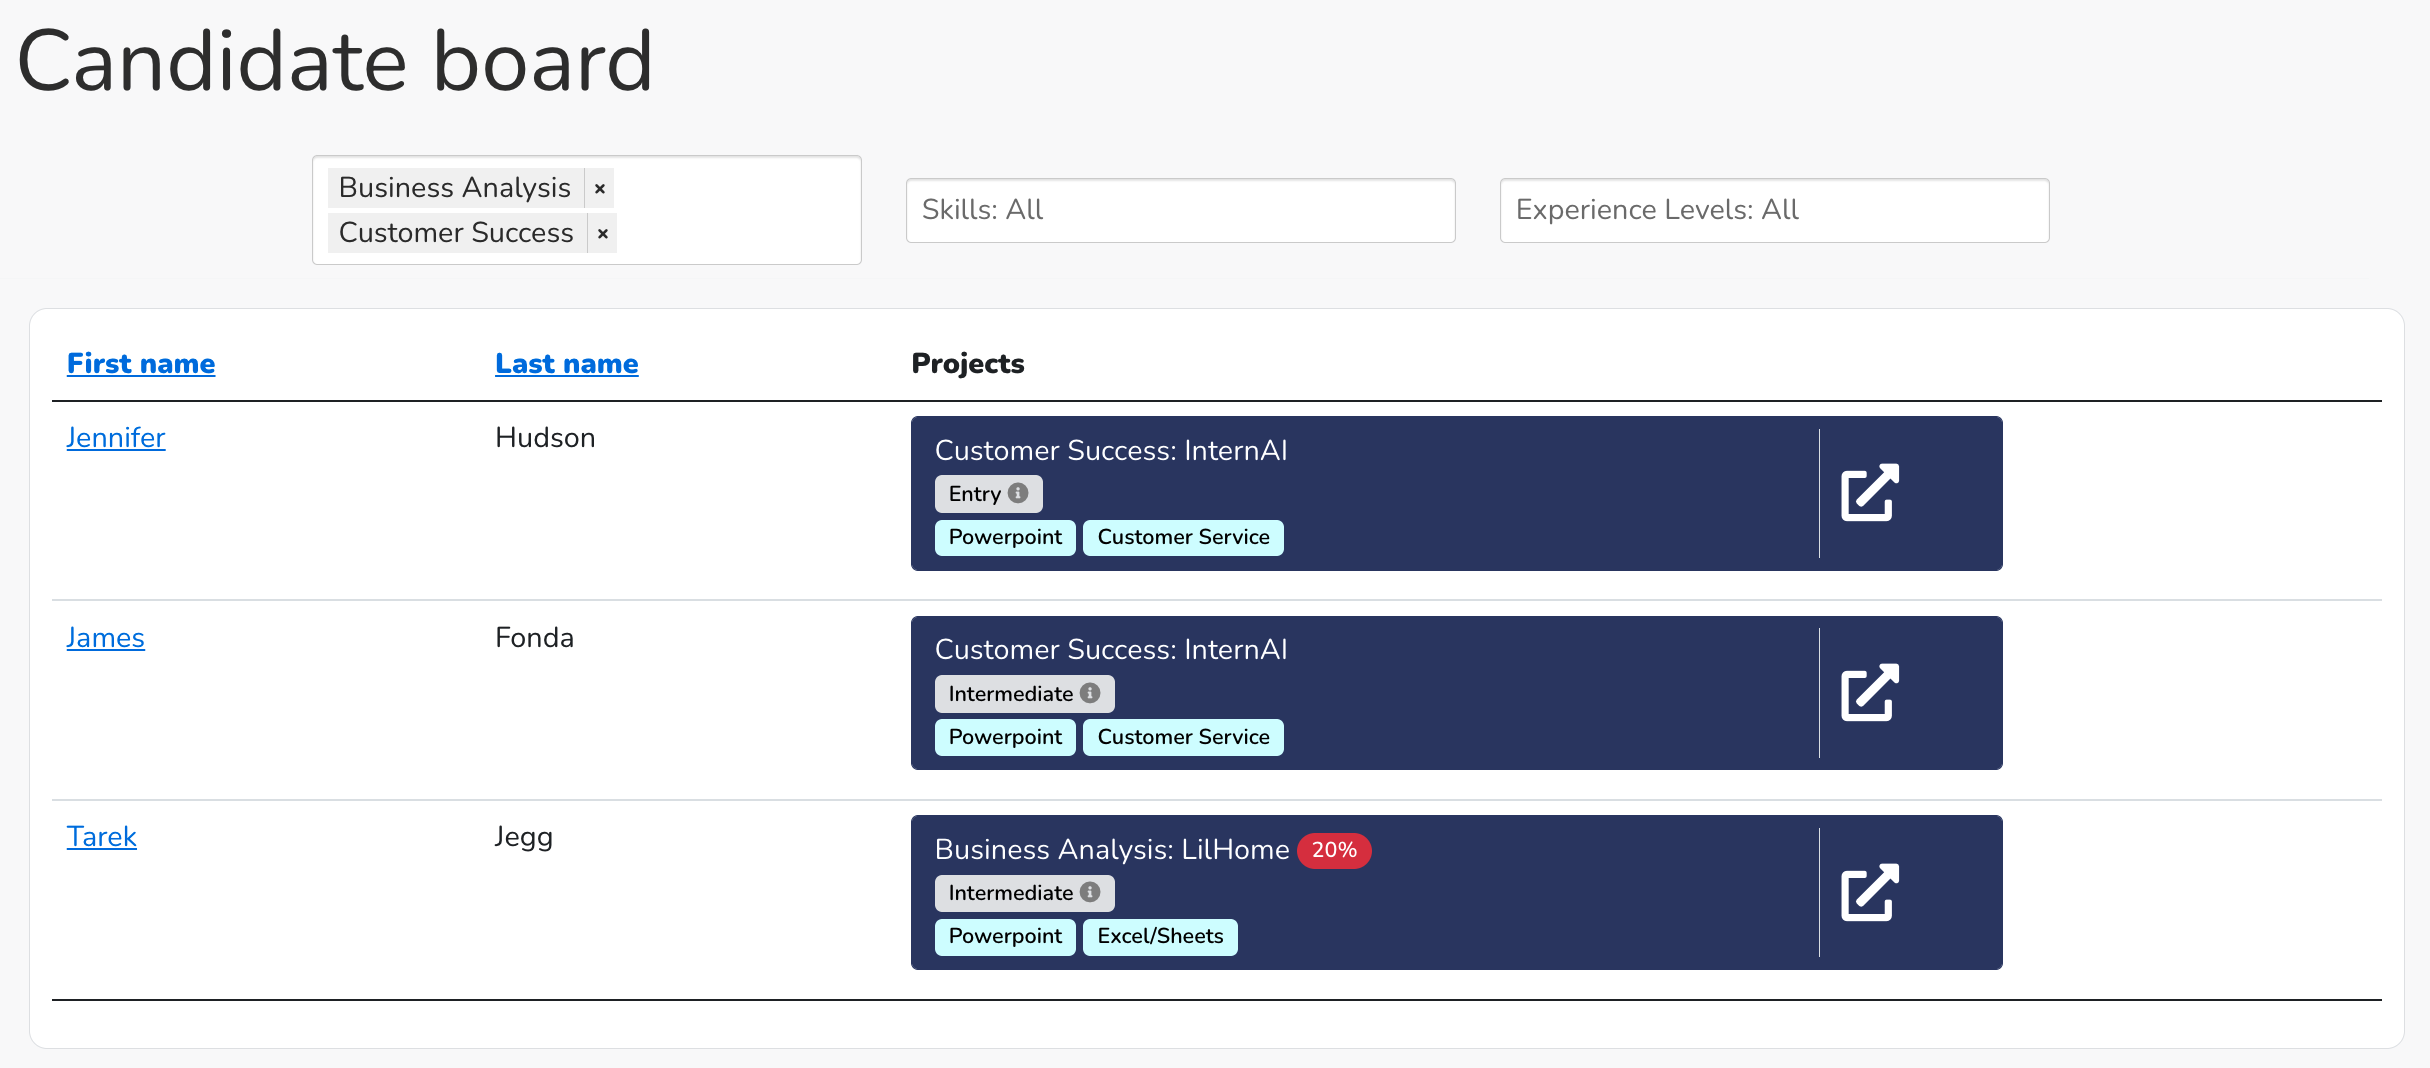 Candidate board
Business Analysis ×
Customer Success ×
Skills: All
Experience Levels: All
First name Last name Projects
Jennifer Hudson Customer Success: InternAI
Entry
Powerpoint Customer Service
James Fonda Customer Success: InternAI
Intermediate
Powerpoint Customer Service
Tarek Jegg Business Analysis: LilHome 20%
Intermediate
Powerpoint Excel/Sheets